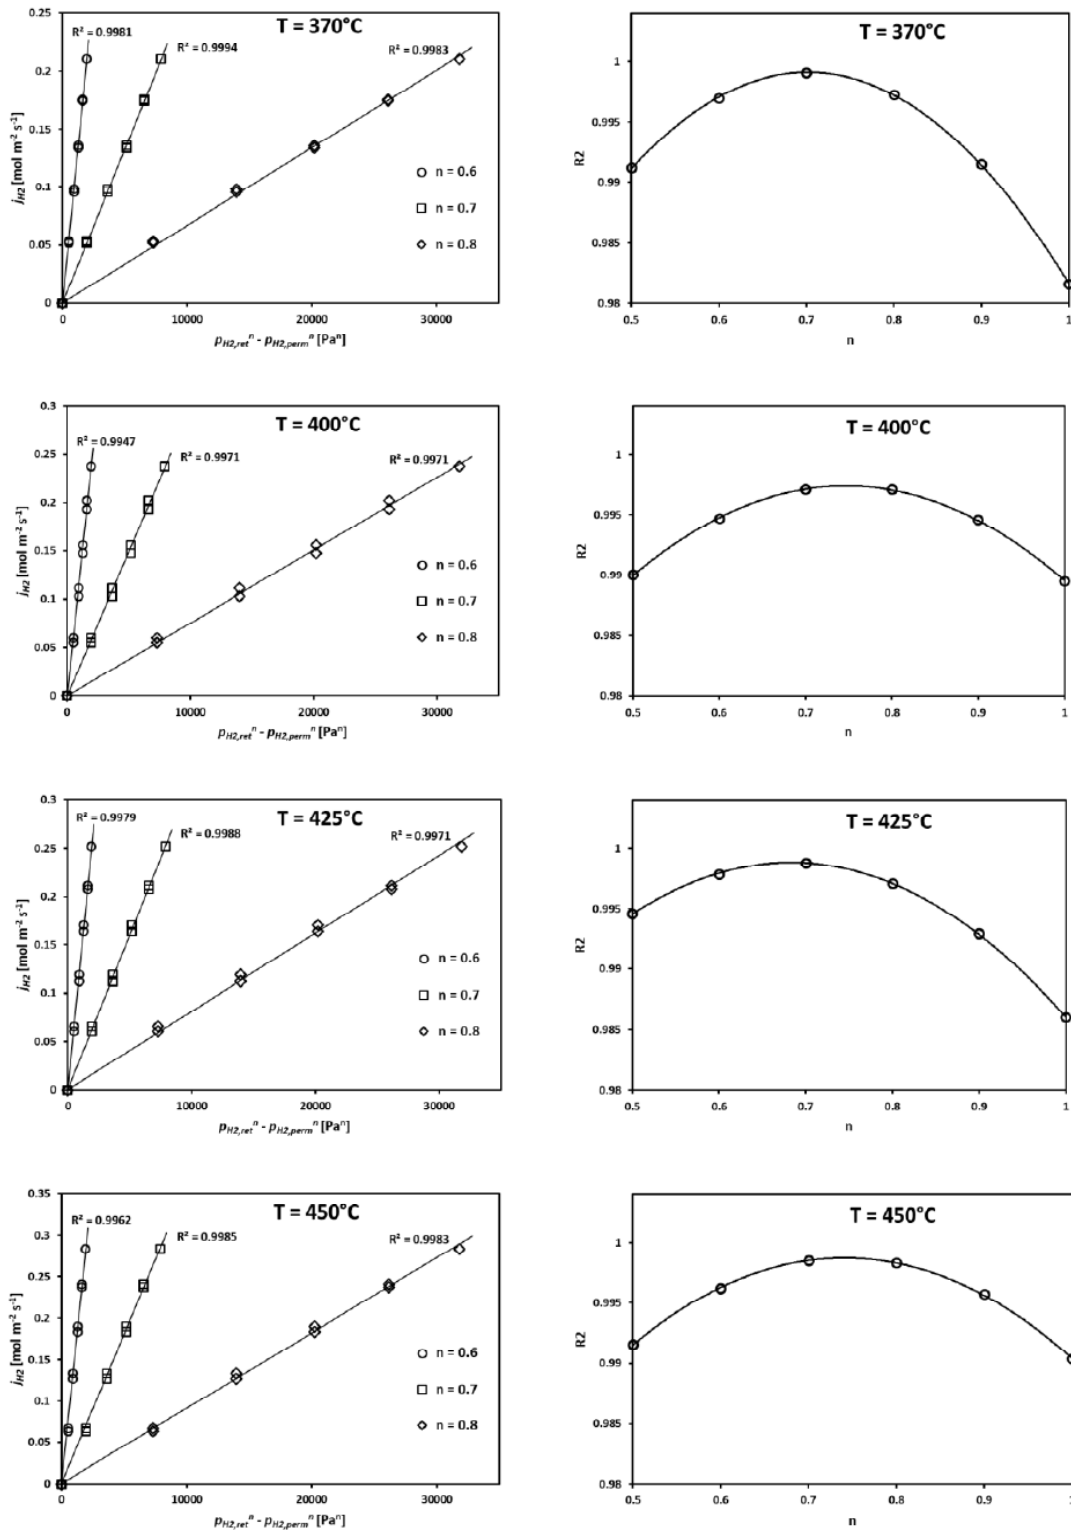 T = 370°C
R² = 0.9981
R² = 0.9994
R² = 0.9983
0.25
0.2
0.15
0.1
0.05
0
jH2 [mol m⁻² s⁻¹]
n = 0.6
n = 0.7
n = 0.8
0 10000 20000 30000
pH2,retⁿ - pH2,permⁿ [Paⁿ]
T = 370°C
1
0.995
0.99
0.985
0.98
R2
0.5 0.6 0.7 0.8 0.9 1
n
T = 400°C
R² = 0.9947
R² = 0.9971
R² = 0.9971
0.3
0.25
0.2
0.15
0.1
0.05
0
jH2 [mol m⁻² s⁻¹]
n = 0.6
n = 0.7
n = 0.8
0 10000 20000 30000
pH2,retⁿ - pH2,permⁿ [Paⁿ]
T = 400°C
1
0.995
0.99
0.985
0.98
R2
0.5 0.6 0.7 0.8 0.9 1
n
T = 425°C
R² = 0.9979
R² = 0.9988
R² = 0.9971
0.3
0.25
0.2
0.15
0.1
0.05
0
jH2 [mol m⁻² s⁻¹]
n = 0.6
n = 0.7
n = 0.8
0 10000 20000 30000
pH2,retⁿ - pH2,permⁿ [Paⁿ]
T = 425°C
1
0.995
0.99
0.985
0.98
R2
0.5 0.6 0.7 0.8 0.9 1
n
T = 450°C
R² = 0.9962
R² = 0.9985
R² = 0.9983
0.35
0.3
0.25
0.2
0.15
0.1
0.05
0
jH2 [mol m⁻² s⁻¹]
n = 0.6
n = 0.7
n = 0.8
0 10000 20000 30000
pH2,retⁿ - pH2,permⁿ [Paⁿ]
T = 450°C
1
0.995
0.99
0.985
0.98
R2
0.5 0.6 0.7 0.8 0.9 1
n